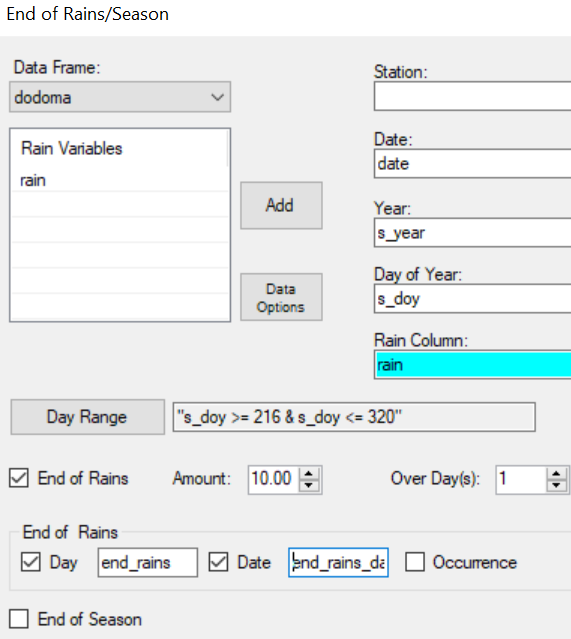 End of Rains/Season
Data Frame:
dodoma
Rain Variables
rain
Add
Data
Options
Station:
Date:
date
Year:
s_year
Day of Year:
s_doy
Rain Column:
rain
Day Range "s_doy >= 216 & s_doy <= 320"
End of Rains Amount: 10.00 Over Day(s): 1
End of Rains
Day end_rains Date end_rains_da Occurrence
End of Season